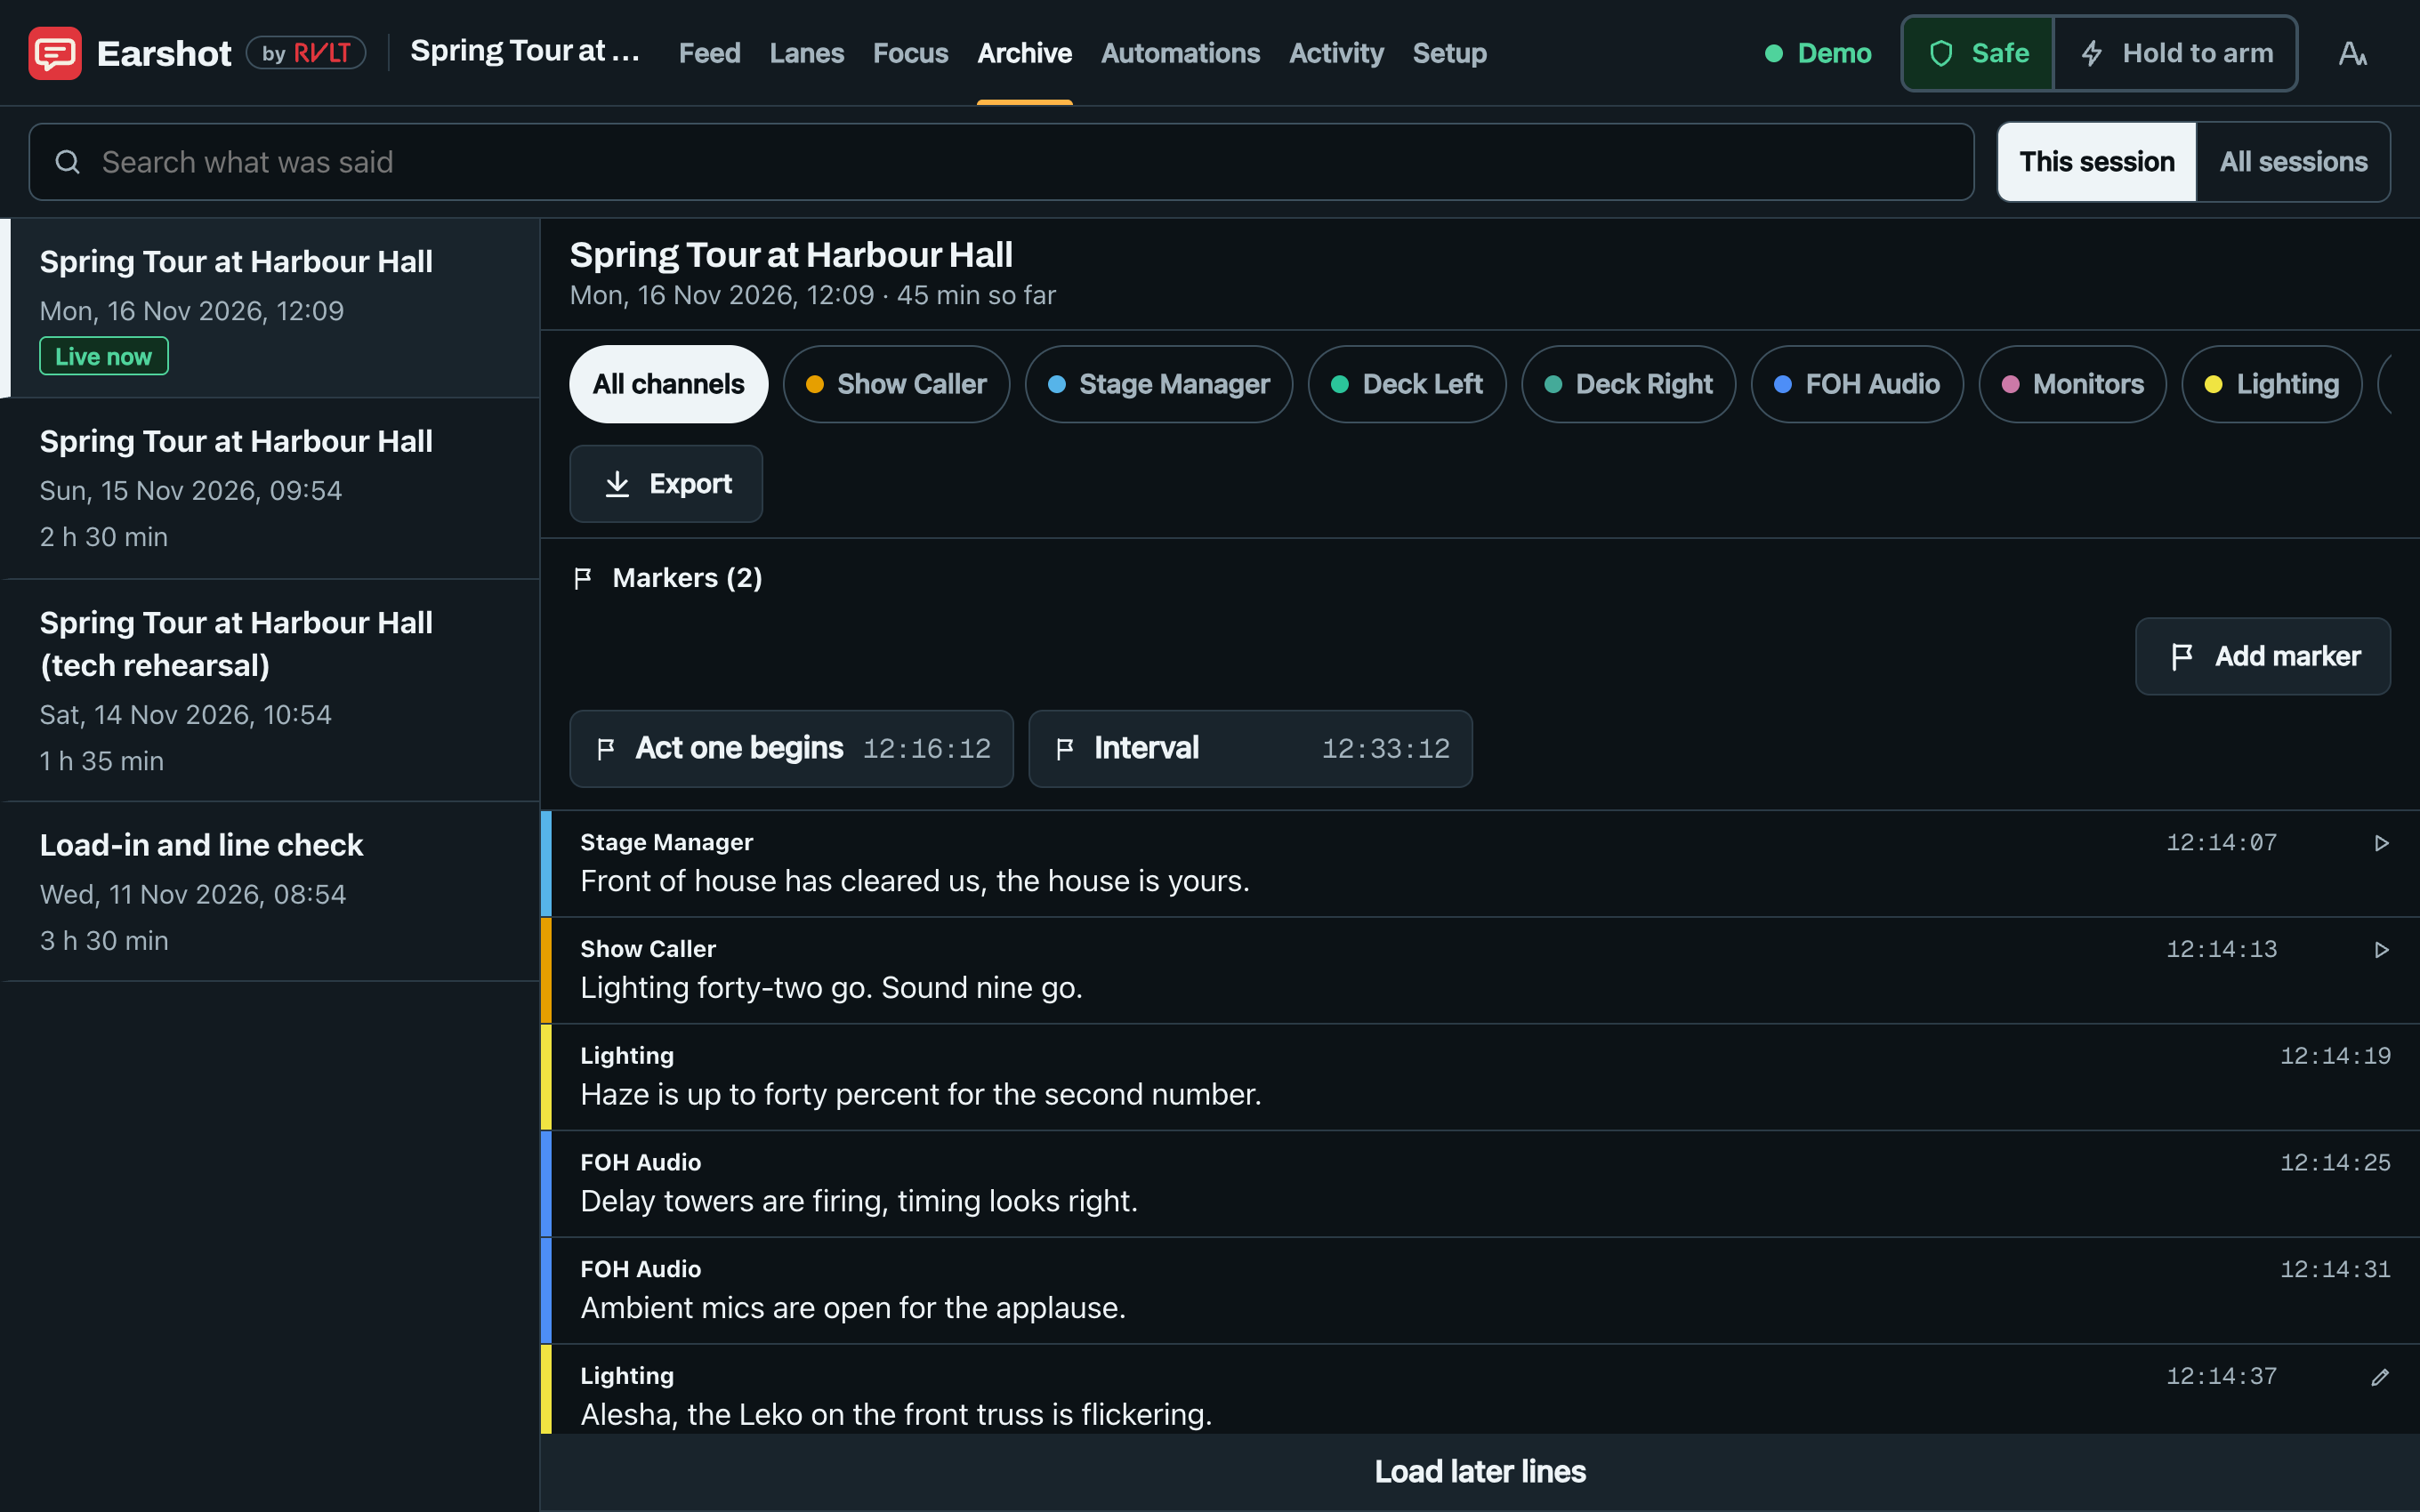 Earshot by RVLT Spring Tour at ... Feed Lanes Focus Archive Automations Activity Setup Demo Safe Hold to arm
Search what was said This session All sessions
Spring Tour at Harbour Hall
Mon, 16 Nov 2026, 12:09
Live now
Spring Tour at Harbour Hall
Sun, 15 Nov 2026, 09:54
2 h 30 min
Spring Tour at Harbour Hall
(tech rehearsal)
Sat, 14 Nov 2026, 10:54
1 h 35 min
Load-in and line check
Wed, 11 Nov 2026, 08:54
3 h 30 min
Spring Tour at Harbour Hall
Mon, 16 Nov 2026, 12:09 · 45 min so far
All channels Show Caller Stage Manager Deck Left Deck Right FOH Audio Monitors Lighting
Export
Markers (2)
Add marker
Act one begins 12:16:12 Interval 12:33:12
Stage Manager 12:14:07
Front of house has cleared us, the house is yours.
Show Caller 12:14:13
Lighting forty-two go. Sound nine go.
Lighting 12:14:19
Haze is up to forty percent for the second number.
FOH Audio 12:14:25
Delay towers are firing, timing looks right.
FOH Audio 12:14:31
Ambient mics are open for the applause.
Lighting 12:14:37
Alesha, the Leko on the front truss is flickering.
Load later lines